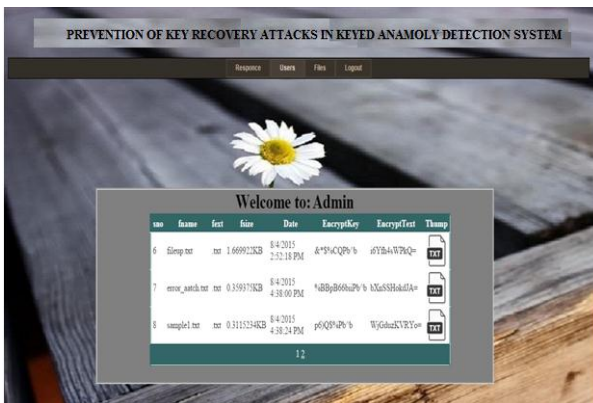 PREVENTION OF KEY RECOVERY ATTACKS IN KEYED ANAMOLY DETECTION SYSTEM
Responce Users Files Logout
Welcome to: Admin
sno fname fext fsize Date EncryptKey EncryptText Thump
6 fileup.txt .txt 1.669922KB 8/4/2015 2:52:18 PM TXT
7 .txt 0.359375KB 8/4/2015 4:38:00 PM TXT
8 sample1.txt .txt 0.3115234KB 8/4/2015 4:38:24 PM TXT
1 2